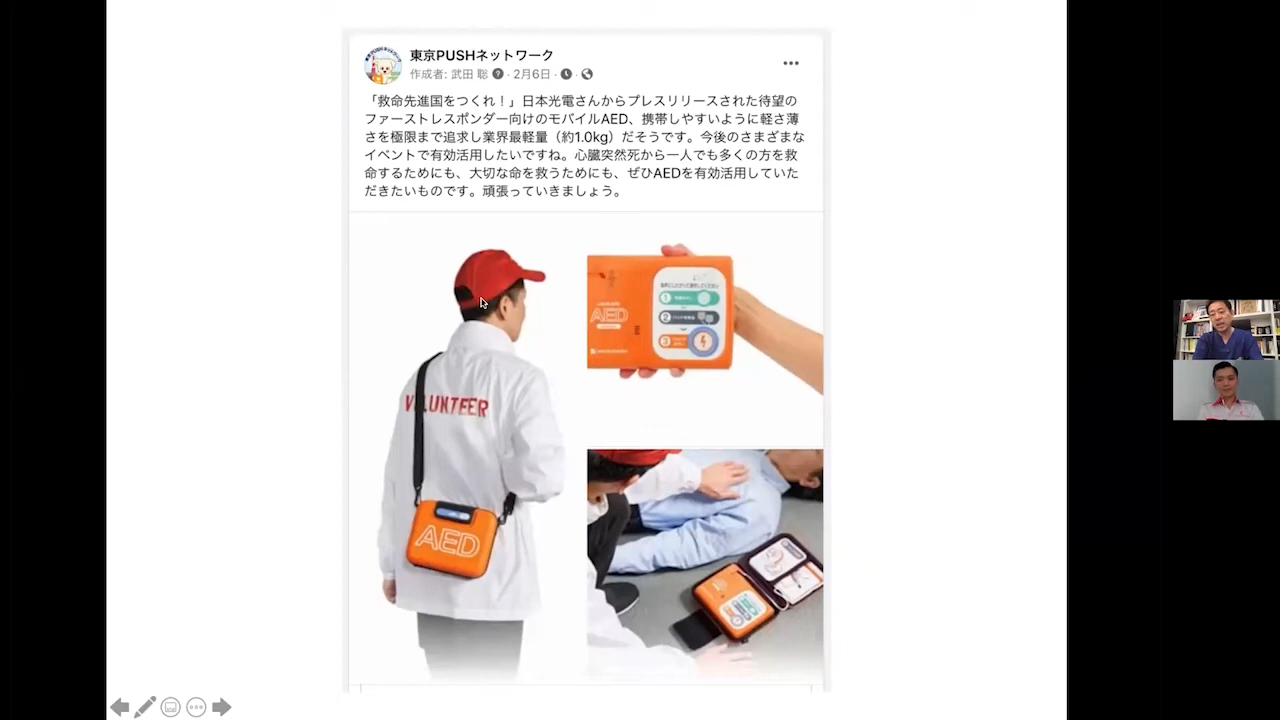 東京PUSHネットワーク
作成者: 武田 聡 · 2月6日 ·
「救命先進国をつくれ！」日本光電さんからプレスリリースされた待望の
ファーストレスポンダー向けのモバイルAED、携帯しやすいように軽さ薄
さを極限まで追求し業界最軽量（約1.0kg）だそうです。今後のさまざまな
イベントで有効活用したいですね。心臓突然死から一人でも多くの方を救
命するためにも、大切な命を救うためにも、ぜひAEDを有効活用していた
だきたいものです。頑張っていきましょう。
VOLUNTEER
AED
AED
1
2
3